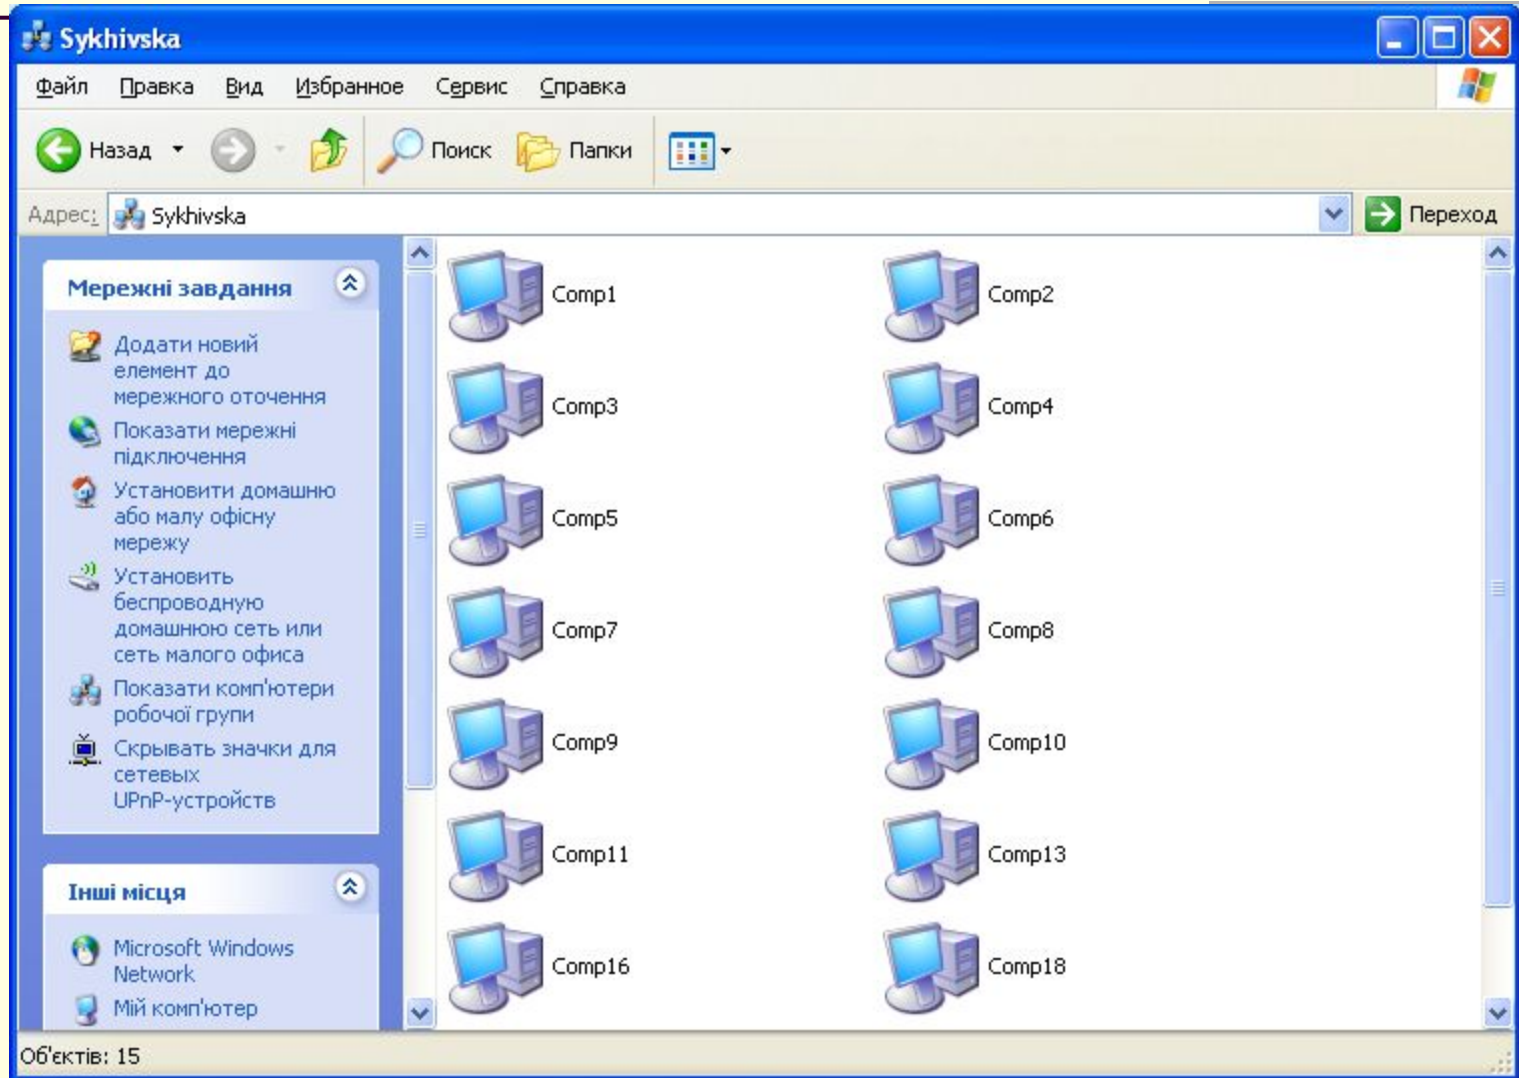 Sykhivska
Файл Правка Вид Избранное Сервис Справка
Назад Поиск Папки
Адрес: Sykhivska Переход
Мережні завдання
Додати новий
елемент до
мережного оточення
Показати мережні
підключення
Установити домашню
або малу офісну
мережу
Установить
беспроводную
домашнюю сеть или
сеть малого офиса
Показати комп'ютери
робочої групи
Скрывать значки для
сетевых
UPnP-устройств
Інші місця
Microsoft Windows
Network
Мій комп'ютер
Comp1 Comp2
Comp3 Comp4
Comp5 Comp6
Comp7 Comp8
Comp9 Comp10
Comp11 Comp13
Comp16 Comp18
Об'єктів: 15